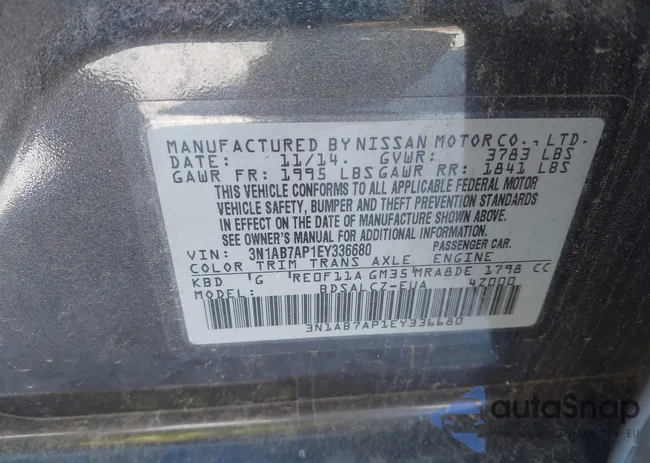 MANUFACTURED BY NISSAN MOTOR CO., LTD.
DATE: 11/14. GVWR: 3783 LBS
GAWR FR: 1995 LBS GAWR RR: 1841 LBS
THIS VEHICLE CONFORMS TO ALL APPLICABLE FEDERAL MOTOR
VEHICLE SAFETY, BUMPER AND THEFT PREVENTION STANDARDS
IN EFFECT ON THE DATE OF MANUFACTURE SHOWN ABOVE.
SEE OWNER'S MANUAL FOR ADDITIONAL INFORMATION.
VIN: 3N1AB7AP1EY336680 PASSENGER CAR.
COLOR TRIM TRANS AXLE ENGINE
KBD G RE0F11A GM35 MRA8DE 1798 CC
MODEL: BDSALCZ-EUA 4Z000
3N1AB7AP1EY336680
autoSnap